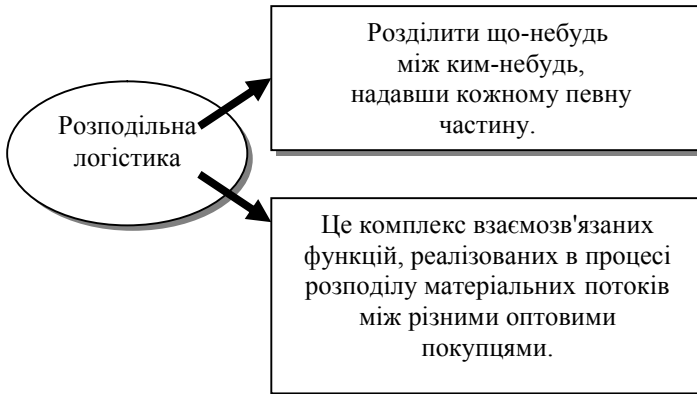 Розподільна
логістика
Розділити що-небудь
між ким-небудь,
надавши кожному певну
частину.
Це комплекс взаємозв'язаних
функцій, реалізованих в процесі
розподілу матеріальних потоків
між різними оптовими
покупцями.